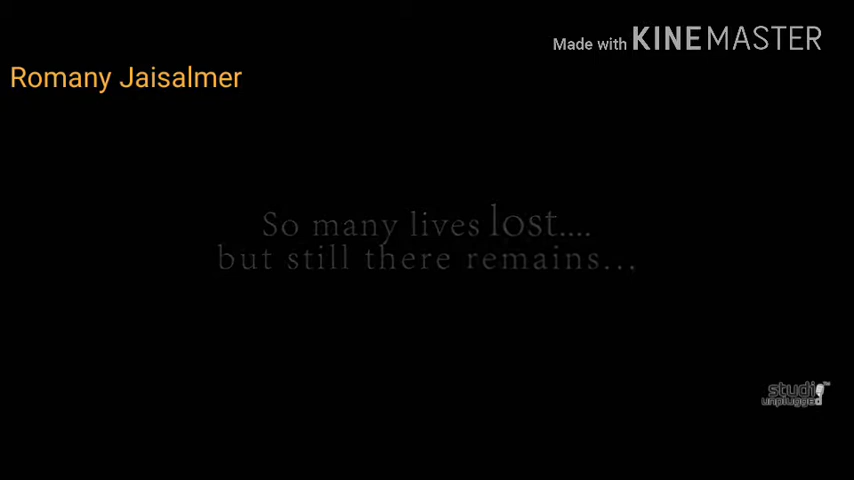 Made with KINEMASTER
Romany Jaisalmer
So many lives lost....
but still there remains...
studio unplugged